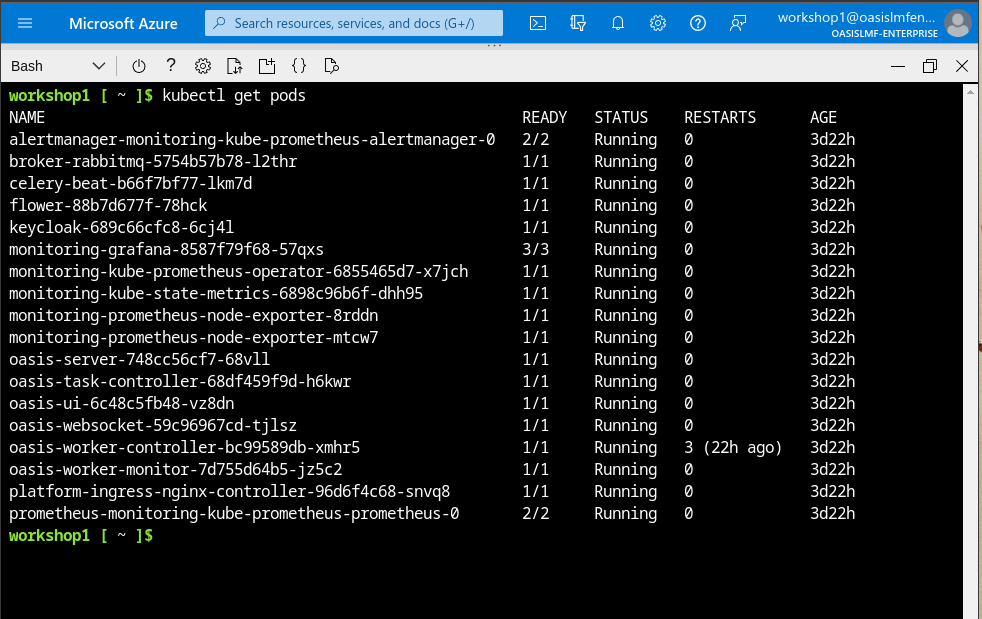 Microsoft Azure
Search resources, services, and docs (G+/)
workshop1@oasislmfen...
OASISLMF-ENTERPRISE
Bash
workshop1 [ ~ ]$ kubectl get pods
NAME READY STATUS RESTARTS AGE
alertmanager-monitoring-kube-prometheus-alertmanager-0 2/2 Running 0 3d22h
broker-rabbitmq-5754b57b78-l2thr 1/1 Running 0 3d22h
celery-beat-b66f7bf77-lkm7d 1/1 Running 0 3d22h
flower-88b7d677f-78hck 1/1 Running 0 3d22h
keycloak-689c66cfc8-6cj4l 1/1 Running 0 3d22h
monitoring-grafana-8587f79f68-57qxs 3/3 Running 0 3d22h
monitoring-kube-prometheus-operator-6855465d7-x7jch 1/1 Running 0 3d22h
monitoring-kube-state-metrics-6898c96b6f-dhh95 1/1 Running 0 3d22h
monitoring-prometheus-node-exporter-8rddn 1/1 Running 0 3d22h
monitoring-prometheus-node-exporter-mtcw7 1/1 Running 0 3d22h
oasis-server-748cc56cf7-68vll 1/1 Running 0 3d22h
oasis-task-controller-68df459f9d-h6kwr 1/1 Running 0 3d22h
oasis-ui-6c48c5fb48-vz8dn 1/1 Running 0 3d22h
oasis-websocket-59c96967cd-tjlsz 1/1 Running 0 3d22h
oasis-worker-controller-bc99589db-xmhr5 1/1 Running 3 (22h ago) 3d22h
oasis-worker-monitor-7d755d64b5-jz5c2 1/1 Running 0 3d22h
platform-ingress-nginx-controller-96d6f4c68-snvq8 1/1 Running 0 3d22h
prometheus-monitoring-kube-prometheus-prometheus-0 2/2 Running 0 3d22h
workshop1 [ ~ ]$